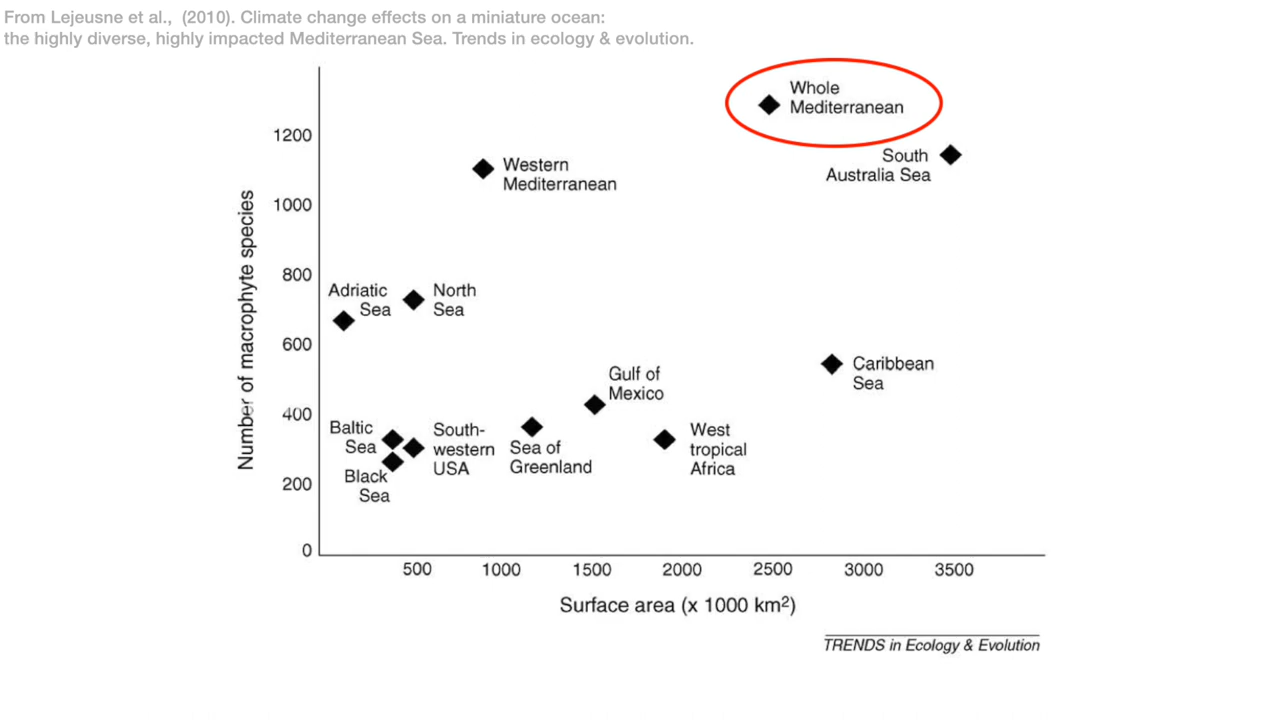 From Lejeusne et al., (2010). Climate change effects on a miniature ocean:
the highly diverse, highly impacted Mediterranean Sea. Trends in ecology & evolution.
Number of macrophyte species
1200
1000
800
600
400
200
0
Whole
Mediterranean
South
Australia Sea
Western
Mediterranean
Adriatic
Sea
North
Sea
Caribbean
Sea
Gulf of
Mexico
Baltic
Sea
South-
western
USA
Black
Sea
Sea of
Greenland
West
tropical
Africa
500 1000 1500 2000 2500 3000 3500
Surface area (x 1000 km²)
TRENDS in Ecology & Evolution